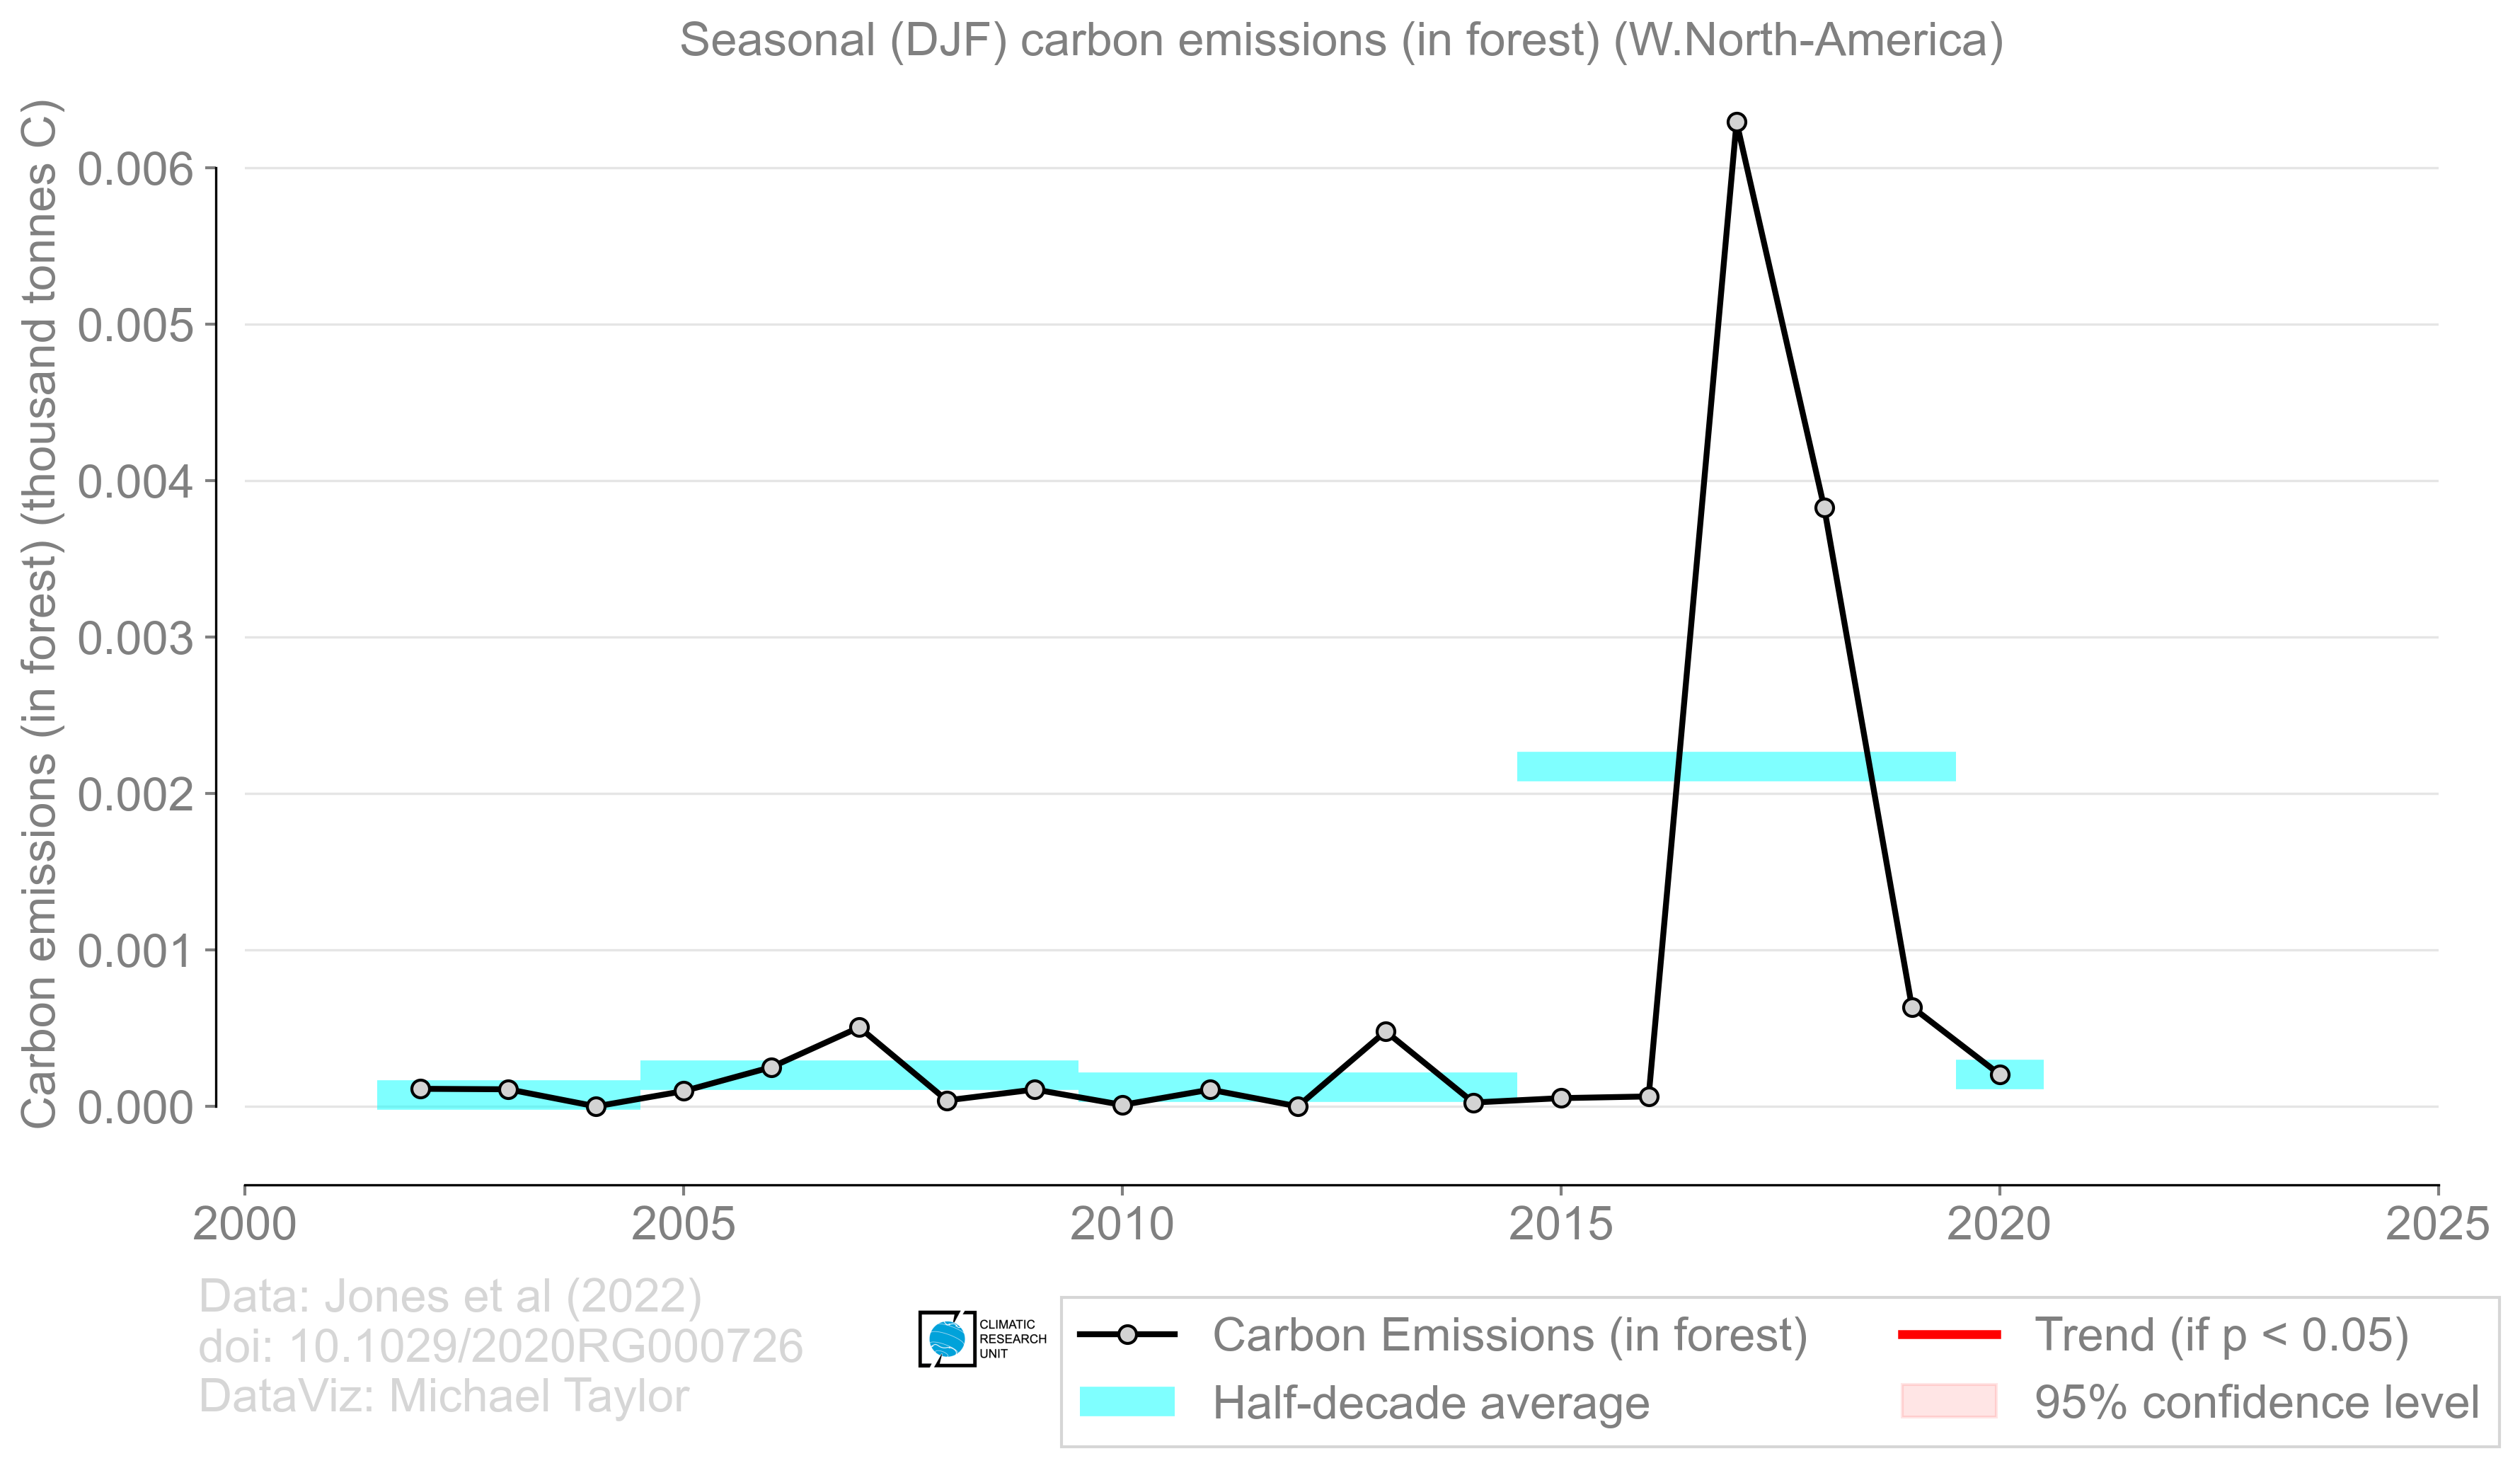 Seasonal (DJF) carbon emissions (in forest) (W.North-America)
Carbon emissions (in forest) (thousand tonnes C)
0.006
0.005
0.004
0.003
0.002
0.001
0.000
2000
2005
2010
2015
2020
2025
Data: Jones et al (2022)
doi: 10.1029/2020RG000726
DataViz: Michael Taylor
CLIMATIC
RESEARCH
UNIT
Carbon Emissions (in forest)
Half-decade average
Trend (if p < 0.05)
95% confidence level